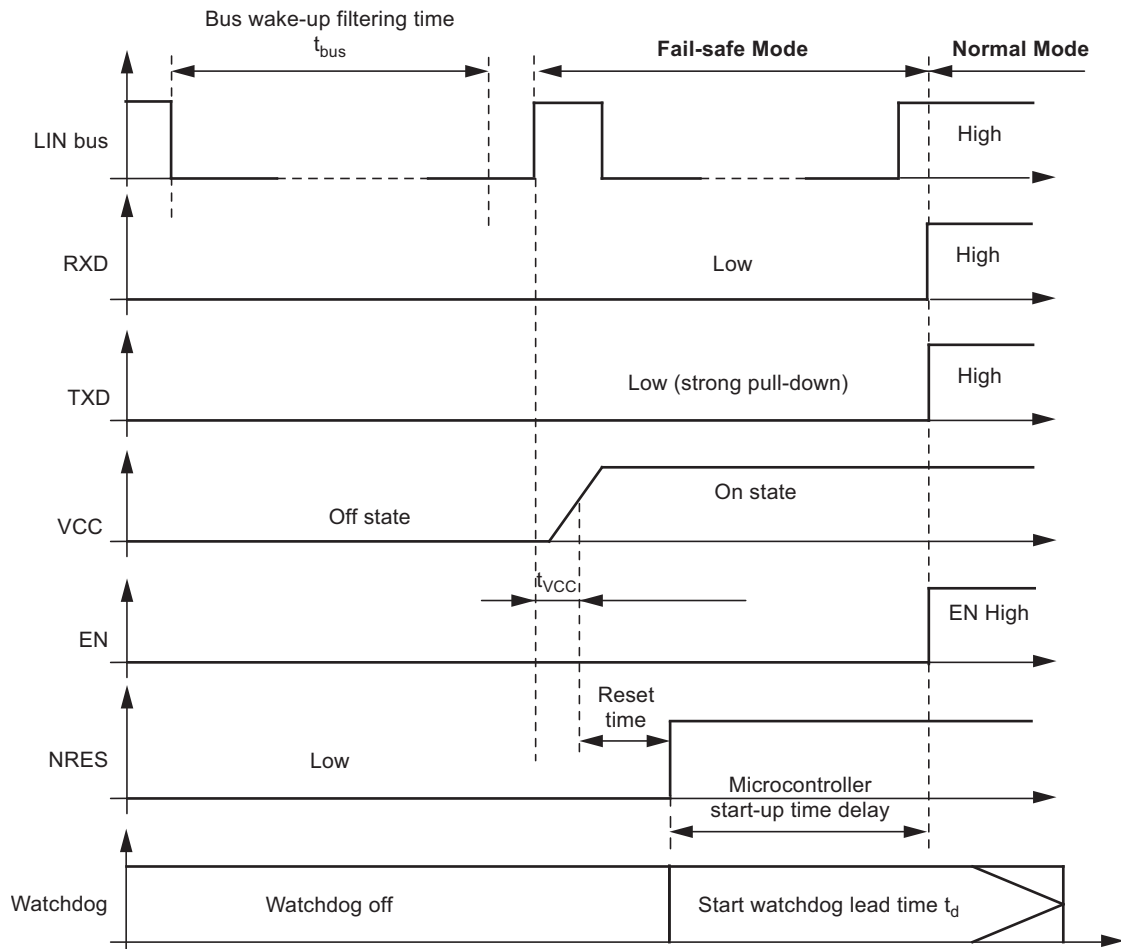 Bus wake-up filtering time
t_bus
Fail-safe Mode
Normal Mode
LIN bus
High
RXD
Low
High
TXD
Low (strong pull-down)
High
VCC
Off state
On state
t_VCC
EN
EN High
Reset
time
NRES
Low
Microcontroller
start-up time delay
Watchdog
Watchdog off
Start watchdog lead time t_d